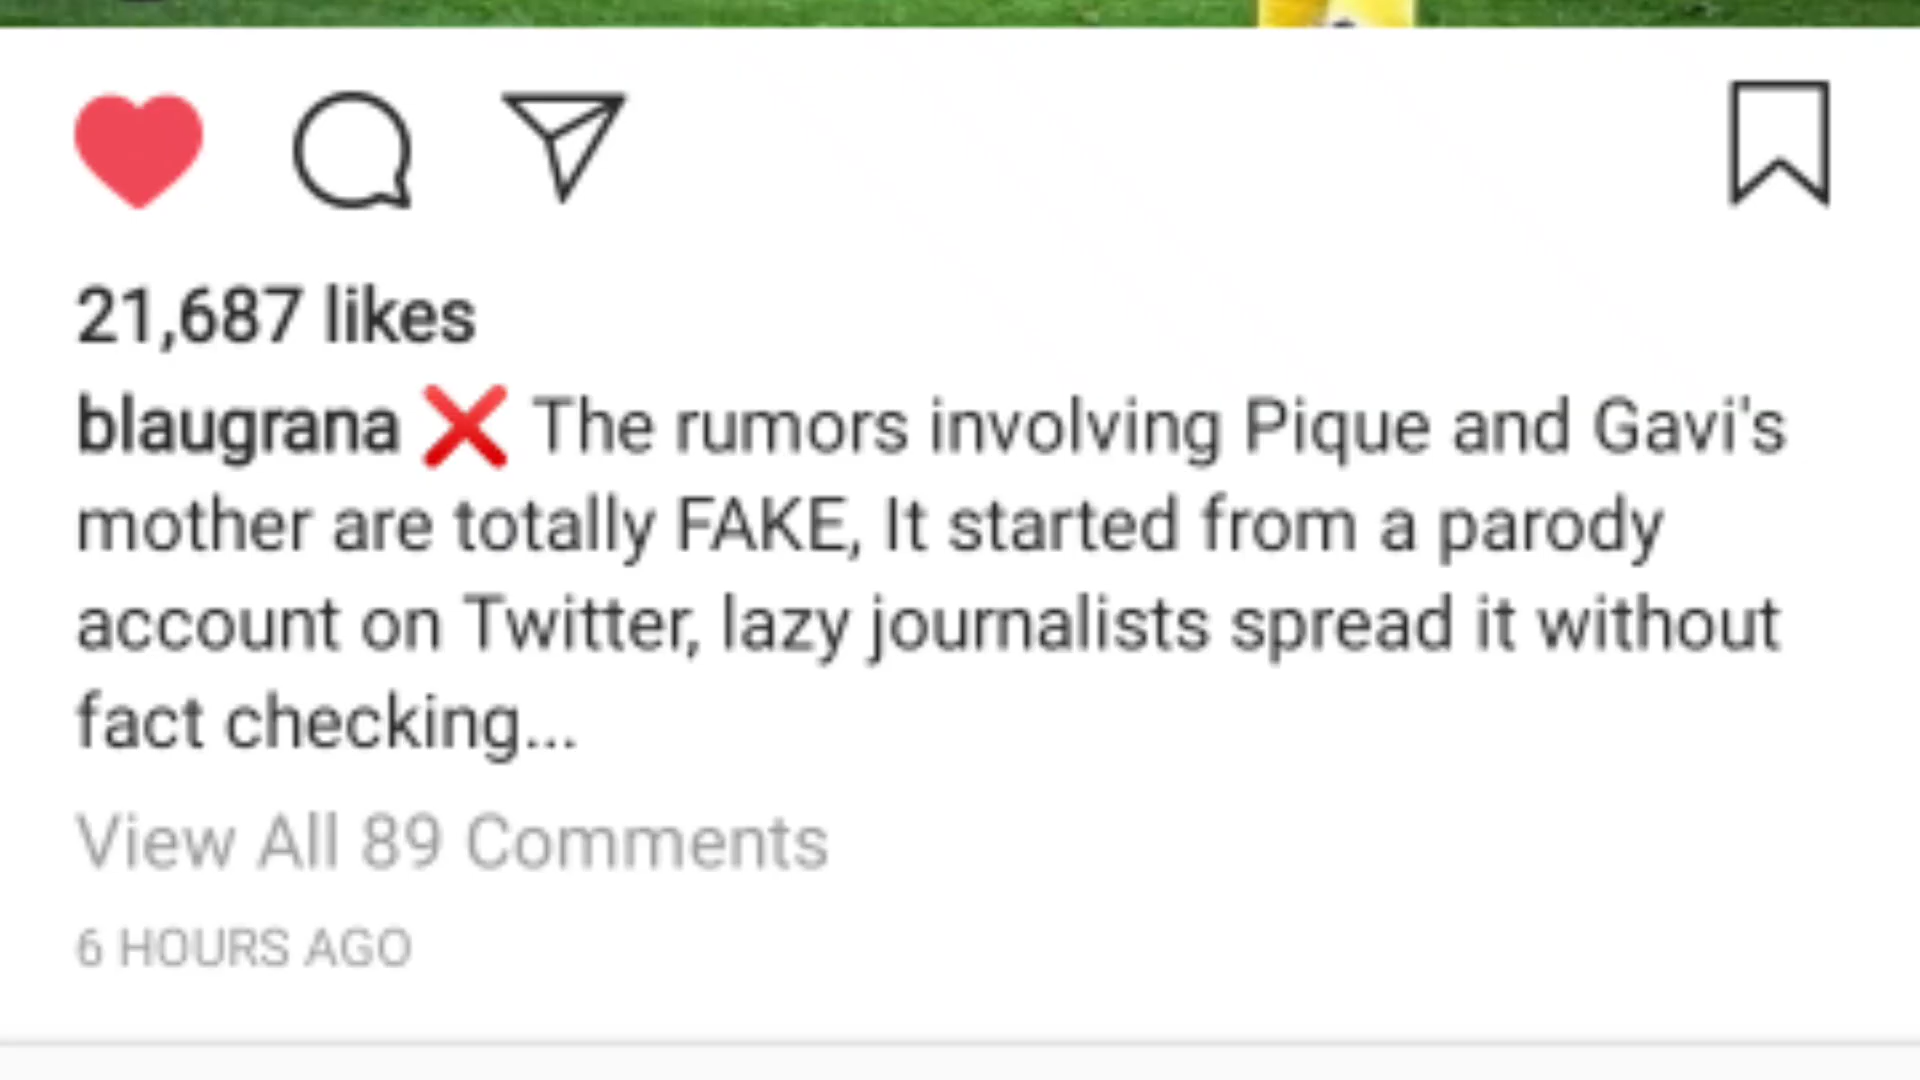 21,687 likes
blaugrana ❌ The rumors involving Pique and Gavi's
mother are totally FAKE, It started from a parody
account on Twitter, lazy journalists spread it without
fact checking...
View All 89 Comments
6 HOURS AGO